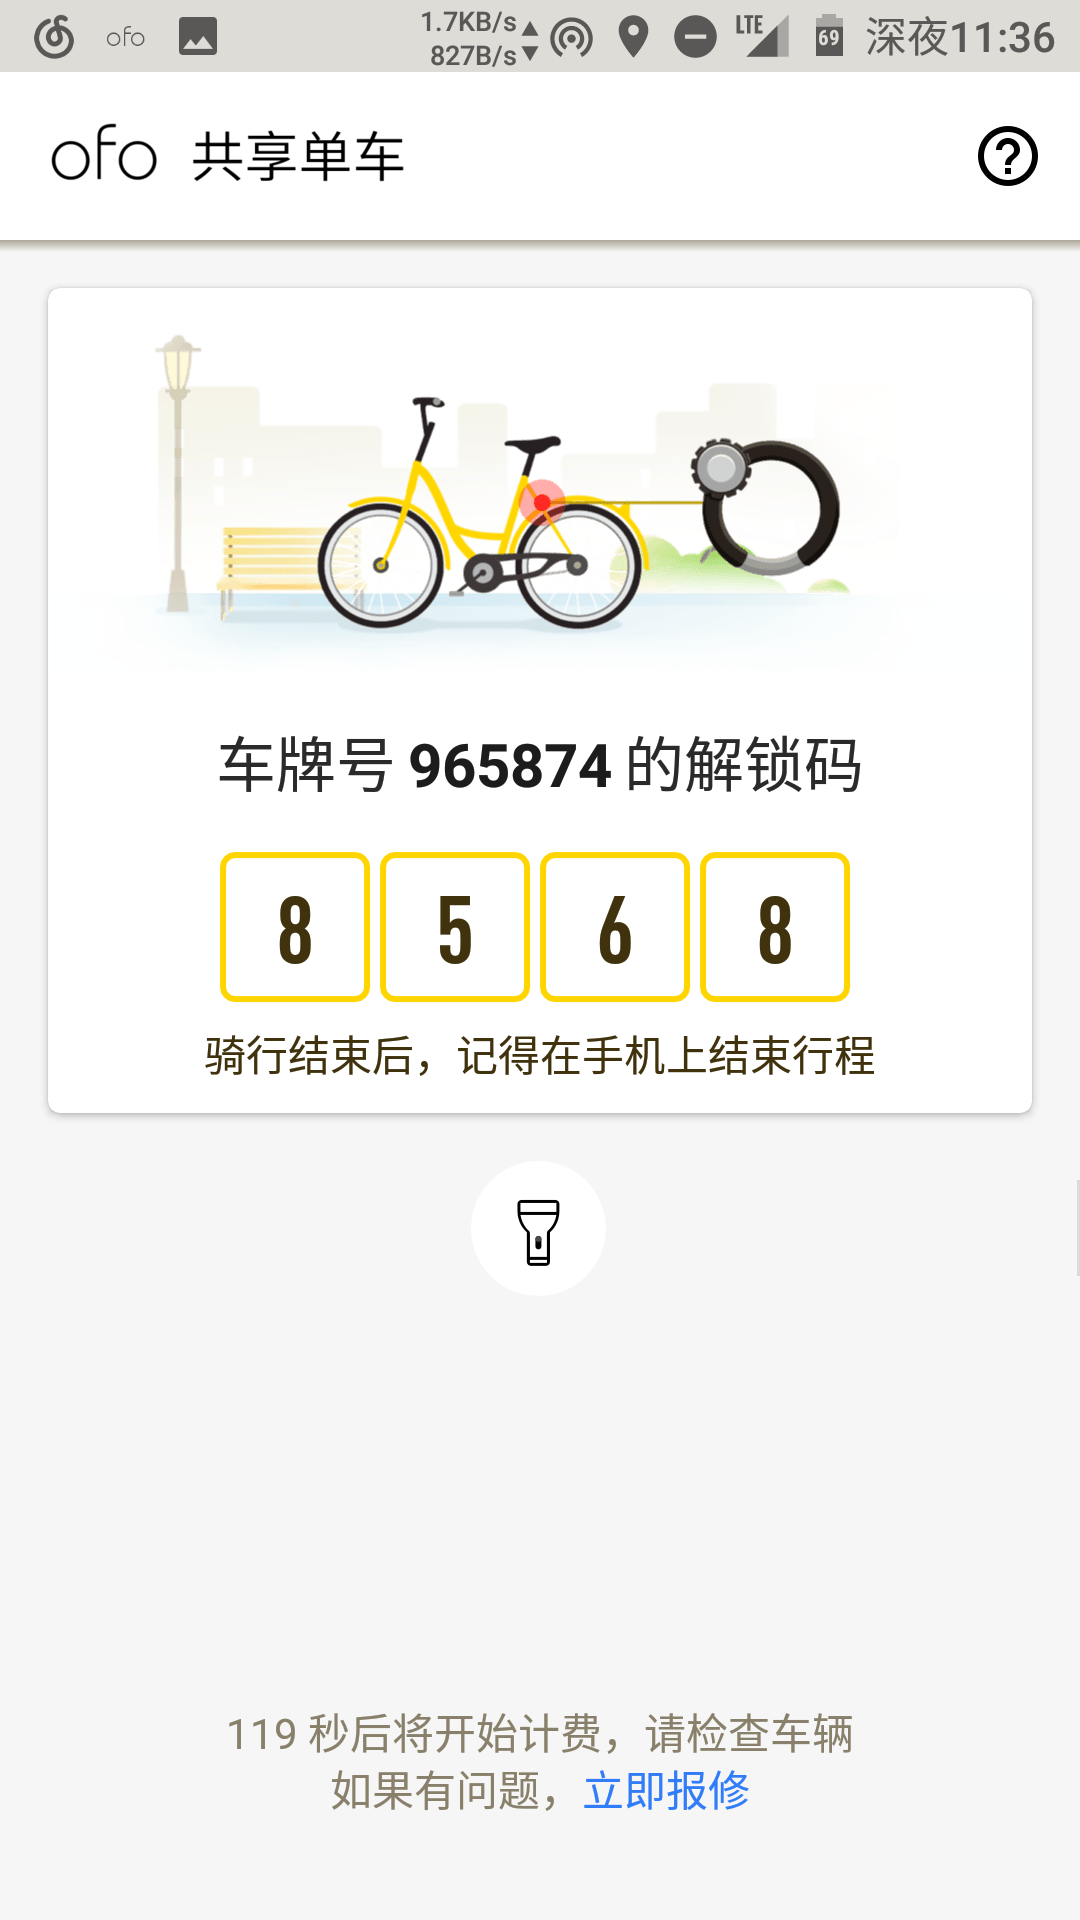 ofo
1.7KB/s
827B/s
LTE
69
深夜11:36
ofo 共享单车
车牌号 965874 的解锁码
8 5 6 8
骑行结束后，记得在手机上结束行程
119 秒后将开始计费，请检查车辆
如果有问题，立即报修